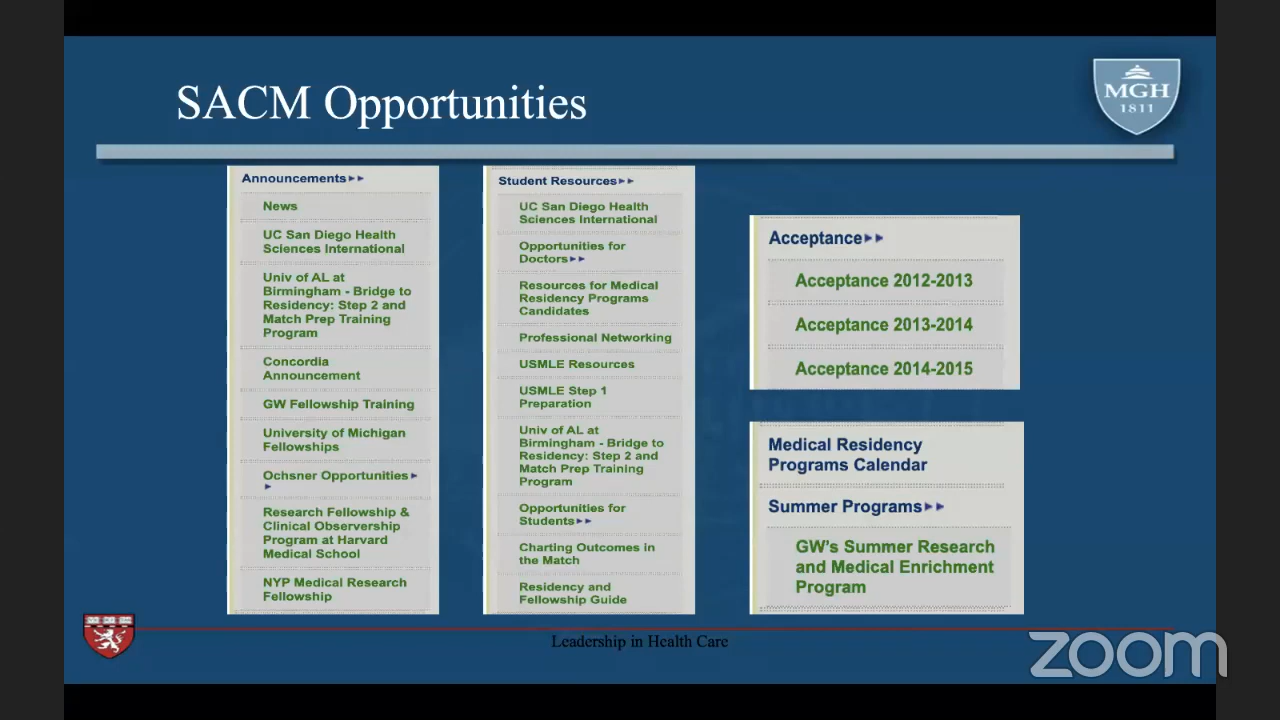 SACM Opportunities
MGH
1811
Announcements
News
UC San Diego Health
Sciences International
Univ of AL at
Birmingham - Bridge to
Residency: Step 2 and
Match Prep Training
Program
Concordia
Announcement
GW Fellowship Training
University of Michigan
Fellowships
Ochsner Opportunities
Research Fellowship &
Clinical Observership
Program at Harvard
Medical School
NYP Medical Research
Fellowship
Student Resources
UC San Diego Health
Sciences International
Opportunities for
Doctors
Resources for Medical
Residency Programs
Candidates
Professional Networking
USMLE Resources
USMLE Step 1
Preparation
Univ of AL at
Birmingham - Bridge to
Residency: Step 2 and
Match Prep Training
Program
Opportunities for
Students
Charting Outcomes in
the Match
Residency and
Fellowship Guide
Acceptance
Acceptance 2012-2013
Acceptance 2013-2014
Acceptance 2014-2015
Medical Residency
Programs Calendar
Summer Programs
GW's Summer Research
and Medical Enrichment
Program
Leadership in Health Care
zoom